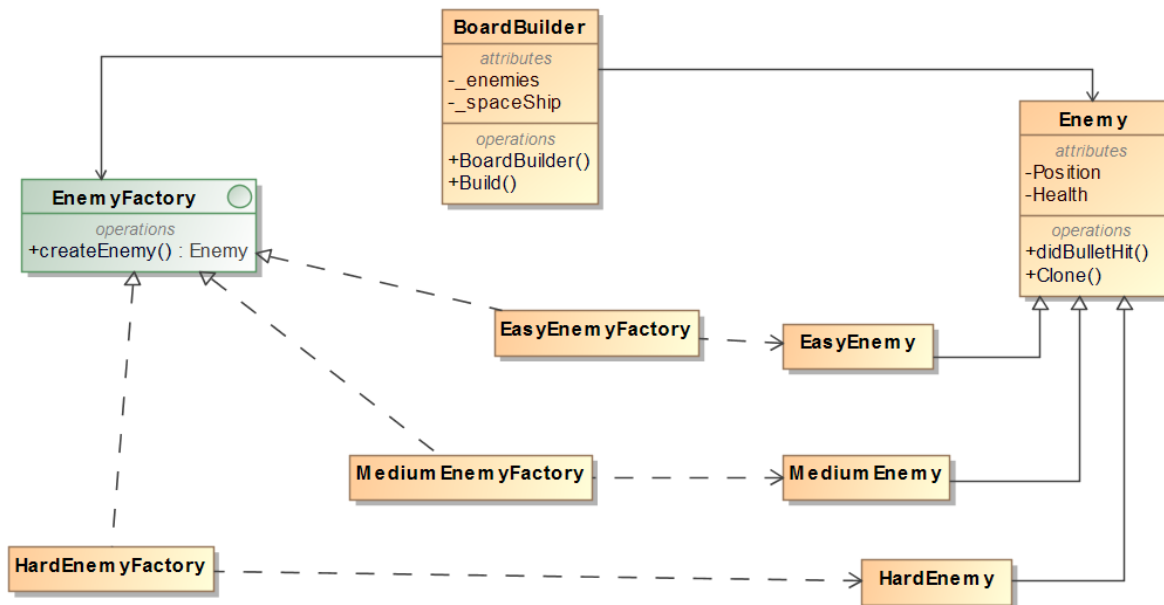 BoardBuilder
attributes
-_enemies
-_spaceShip
operations
+BoardBuilder()
+Build()
Enemy
attributes
-Position
-Health
operations
+didBulletHit()
+Clone()
EnemyFactory
operations
+createEnemy() : Enemy
EasyEnemyFactory
EasyEnemy
MediumEnemyFactory
MediumEnemy
HardEnemyFactory
HardEnemy